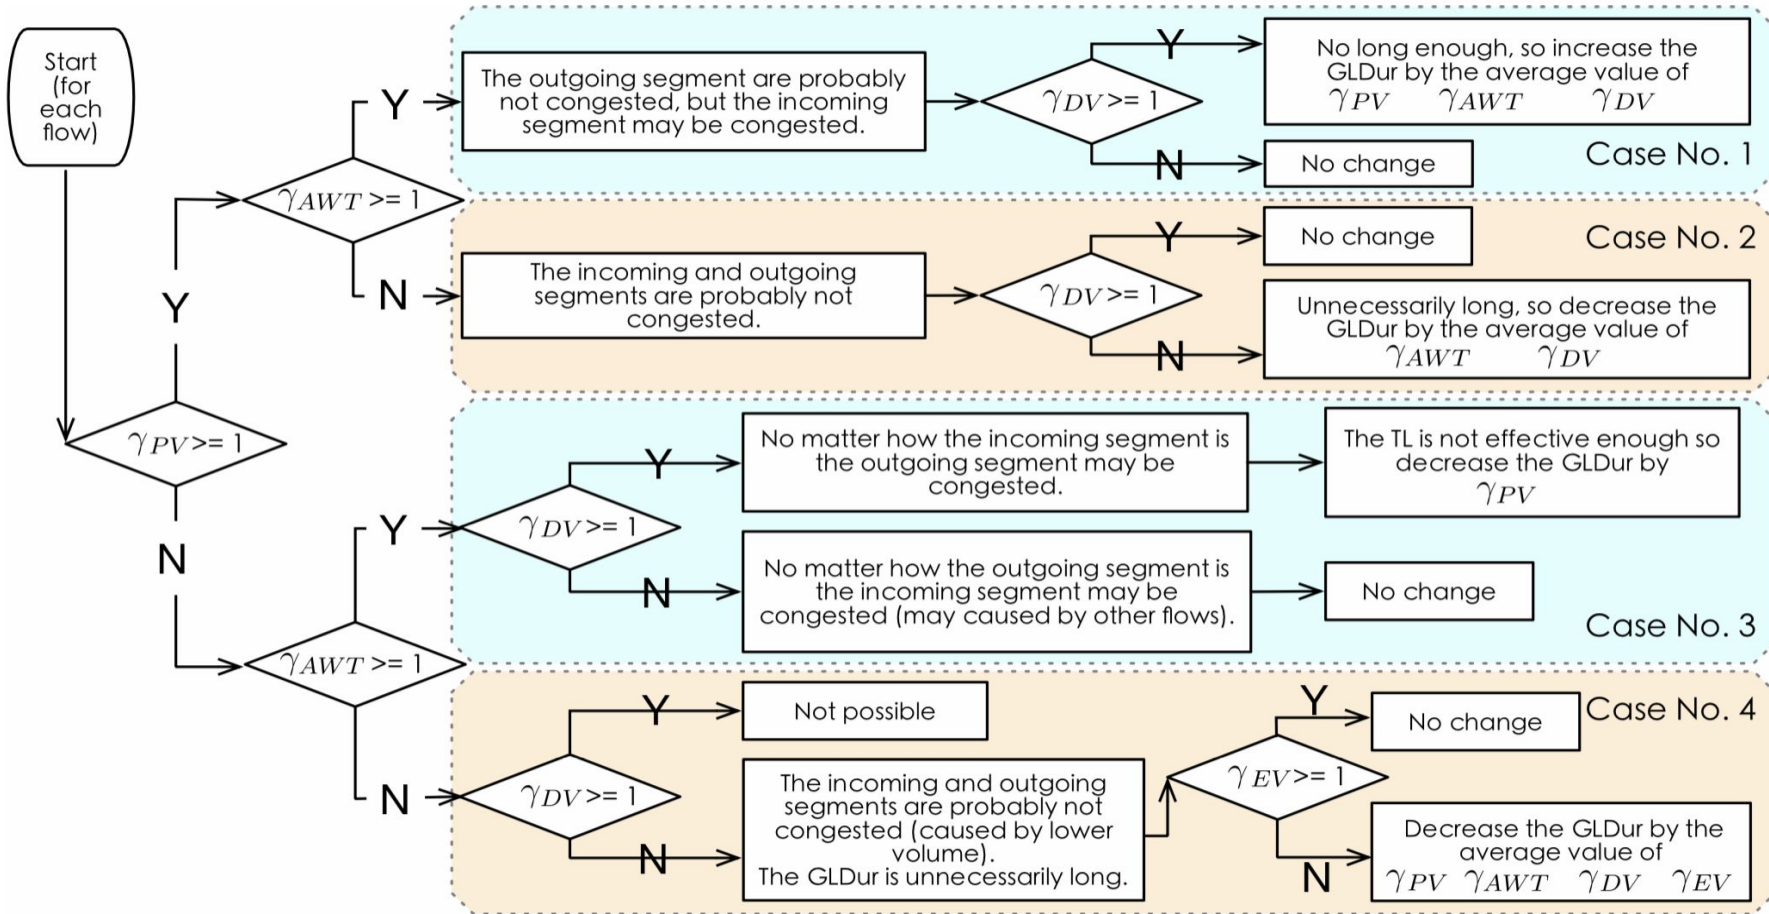 Start
(for
each
flow)
γPV >= 1
Y
N
γAWT >= 1
Y
N
The outgoing segment are probably
not congested, but the incoming
segment may be congested.
γDV >= 1
Y
No long enough, so increase the
GLDur by the average value of
γPV γAWT γDV
N
No change
Case No. 1
The incoming and outgoing
segments are probably not
congested.
γDV >= 1
Y
No change
Case No. 2
N
Unnecessarily long, so decrease the
GLDur by the average value of
γAWT γDV
γAWT >= 1
Y
N
γDV >= 1
Y
No matter how the incoming segment is
the outgoing segment may be
congested.
The TL is not effective enough so
decrease the GLDur by
γPV
N
No matter how the outgoing segment is
the incoming segment may be
congested (may caused by other flows).
No change
Case No. 3
γDV >= 1
Y
Not possible
N
The incoming and outgoing
segments are probably not
congested (caused by lower
volume).
The GLDur is unnecessarily long.
γEV >= 1
Y
No change
Case No. 4
N
Decrease the GLDur by the
average value of
γPV γAWT γDV γEV